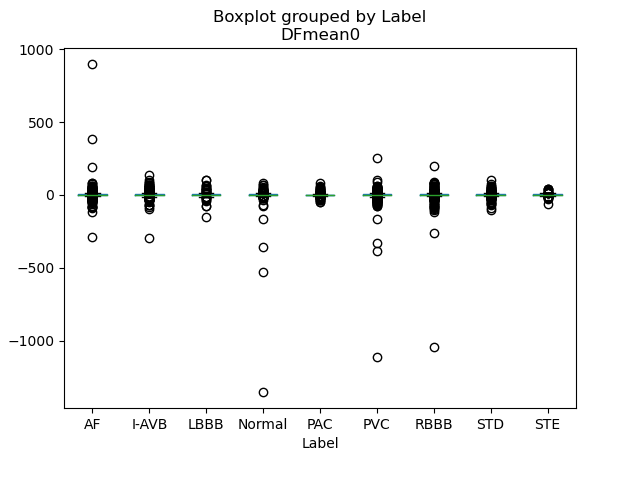 Boxplot grouped by Label
DFmean0
1000
500
0
−500
−1000
AF I-AVB LBBB Normal PAC PVC RBBB STD STE
Label